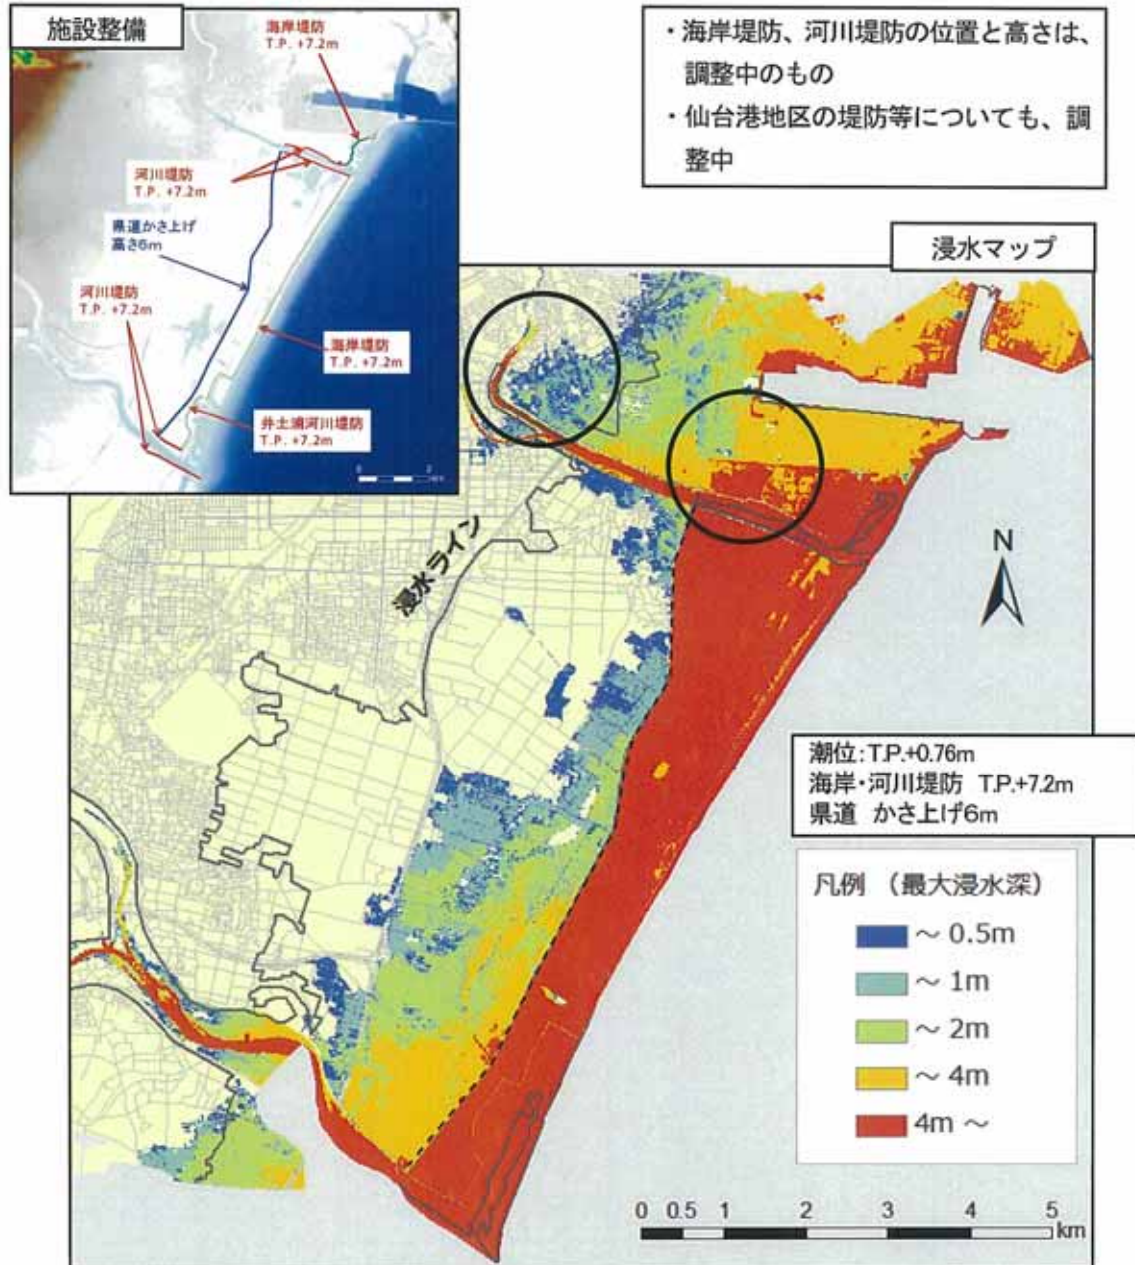 施設整備
海岸堤防
T.P. +7.2m
河川堤防
T.P. +7.2m
県道かさ上げ
高さ6m
河川堤防
T.P. +7.2m
海岸堤防
T.P. +7.2m
井土浦河川堤防
T.P. +7.2m
0 2
・海岸堤防、河川堤防の位置と高さは、
調整中のもの
・仙台港地区の堤防等についても、調
整中
浸水マップ
浸水ライン
N
潮位:T.P.+0.76m
海岸・河川堤防 T.P.+7.2m
県道 かさ上げ6m
凡例 (最大浸水深)
～ 0.5m
～ 1m
～ 2m
～ 4m
4m ～
0 0.5 1 2 3 4 5
km